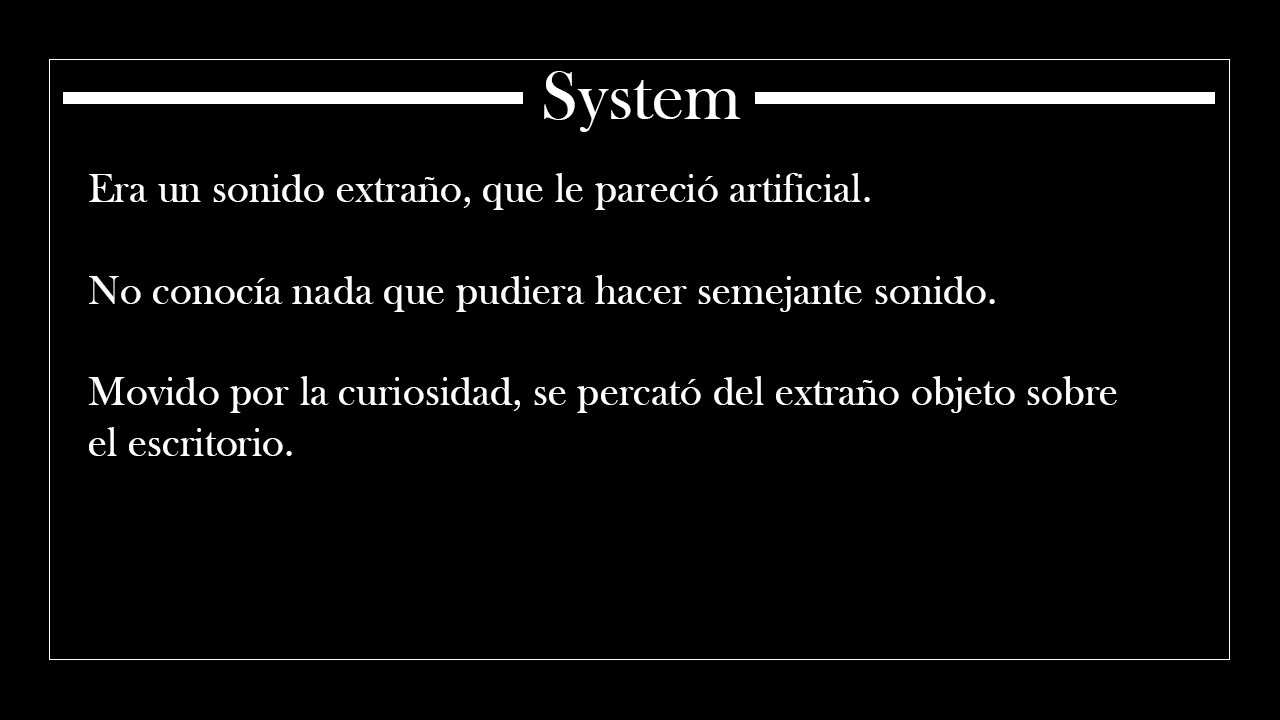 System
Era un sonido extraño, que le pareció artificial.
No conocía nada que pudiera hacer semejante sonido.
Movido por la curiosidad, se percató del extraño objeto sobre
el escritorio.